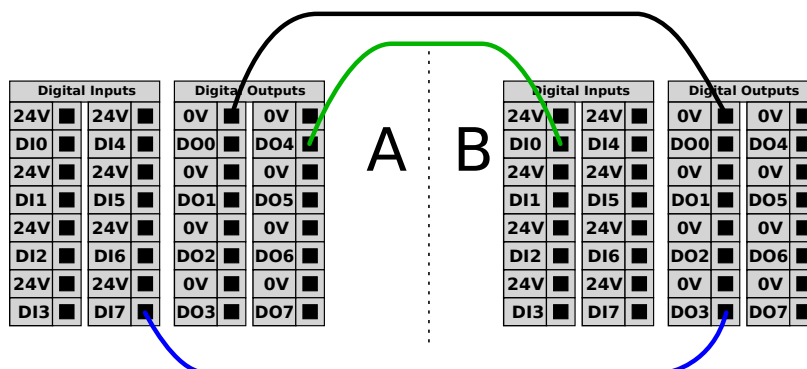 Digital Inputs Digital Outputs Digital Inputs Digital Outputs
24V 24V 0V 0V 24V 24V 0V 0V
DI0 DI4 DO0 DO4 A B DI0 DI4 DO0 DO4
24V 24V 0V 0V 24V 24V 0V 0V
DI1 DI5 DO1 DO5 DI1 DI5 DO1 DO5
24V 24V 0V 0V 24V 24V 0V 0V
DI2 DI6 DO2 DO6 DI2 DI6 DO2 DO6
24V 24V 0V 0V 24V 24V 0V 0V
DI3 DI7 DO3 DO7 DI3 DI7 DO3 DO7